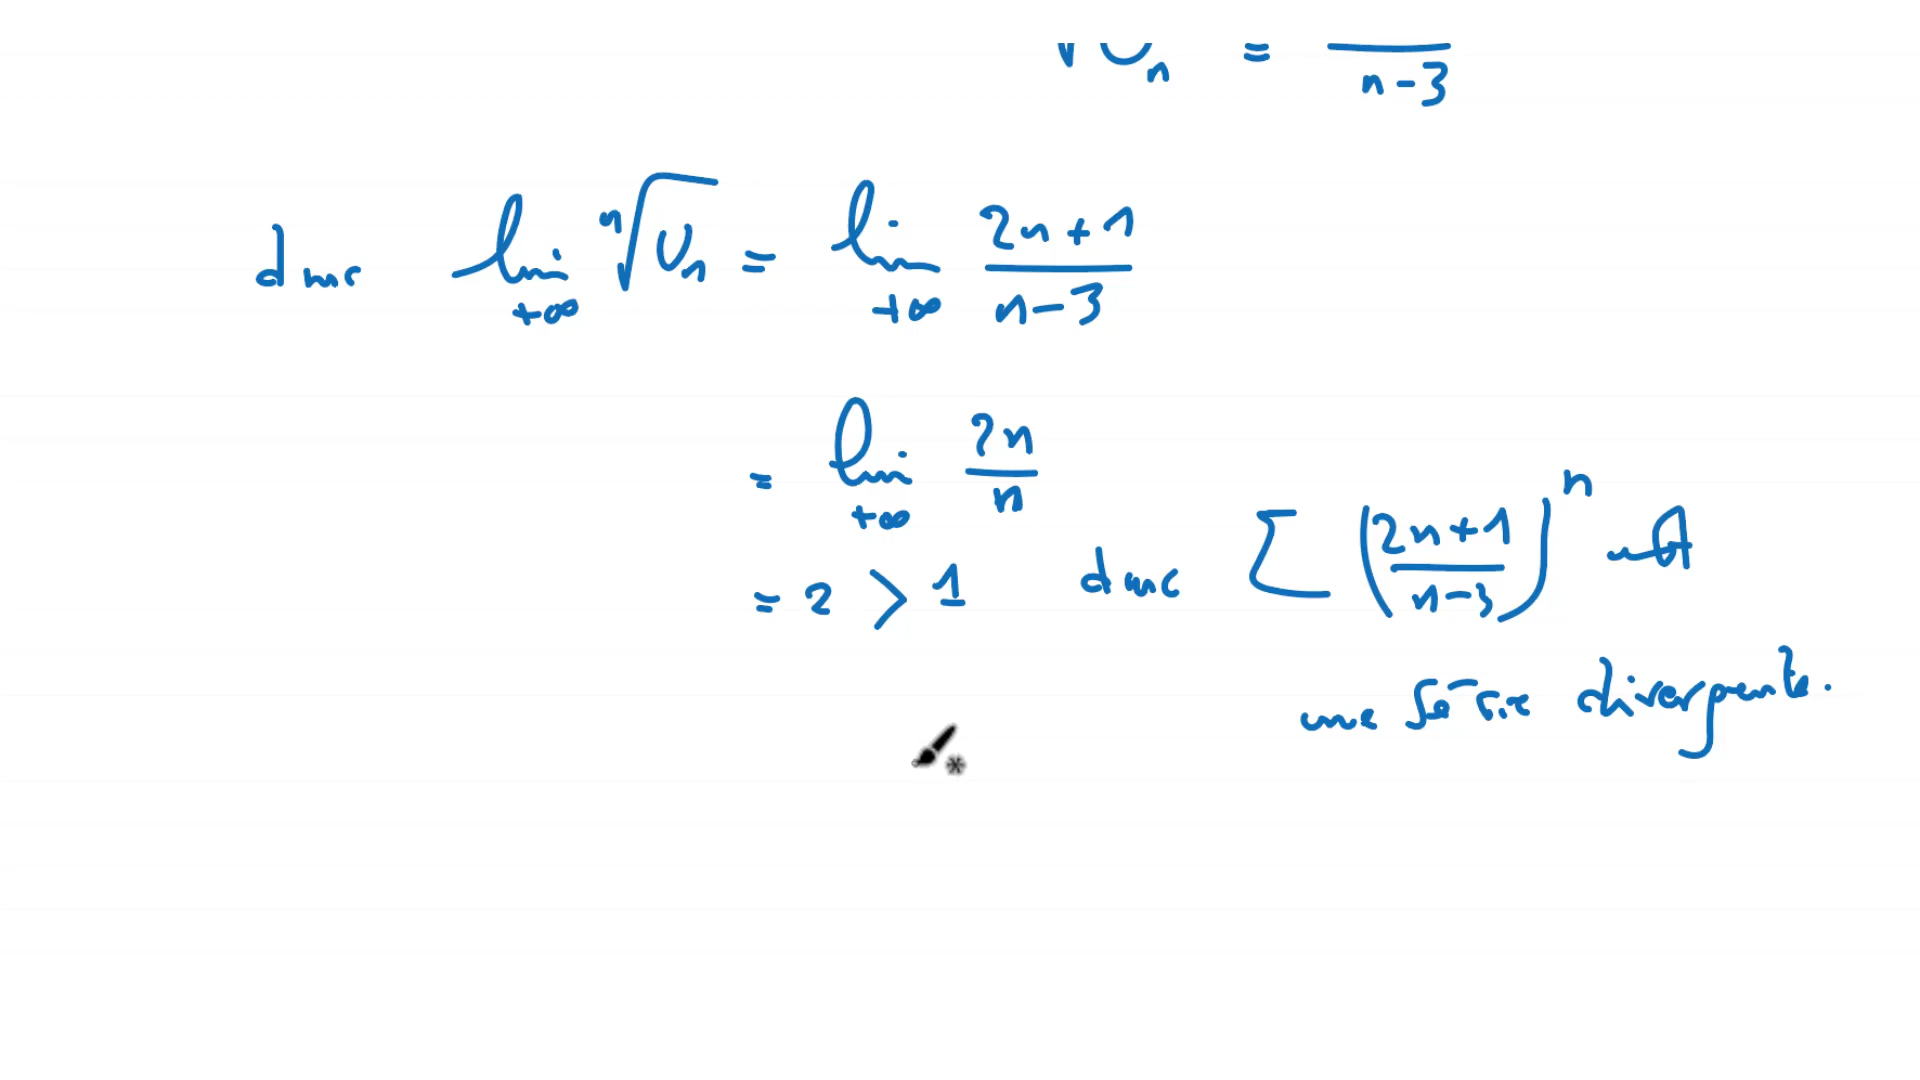 √Uₙ = ─── / (n-3)
donc lim +∞ ⁿ√Uₙ = lim +∞ (2n+1)/(n-3)
= lim +∞ 2n/n
= 2 > 1 donc Σ ((2n+1)/(n-3))ⁿ est
une série divergente.